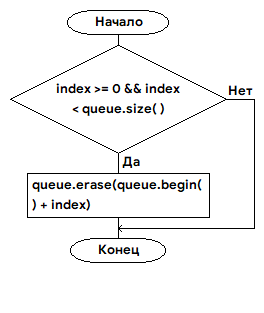 Начало
index >= 0 && index
< queue.size( )
Нет
Да
queue.erase(queue.begin(
) + index)
Конец